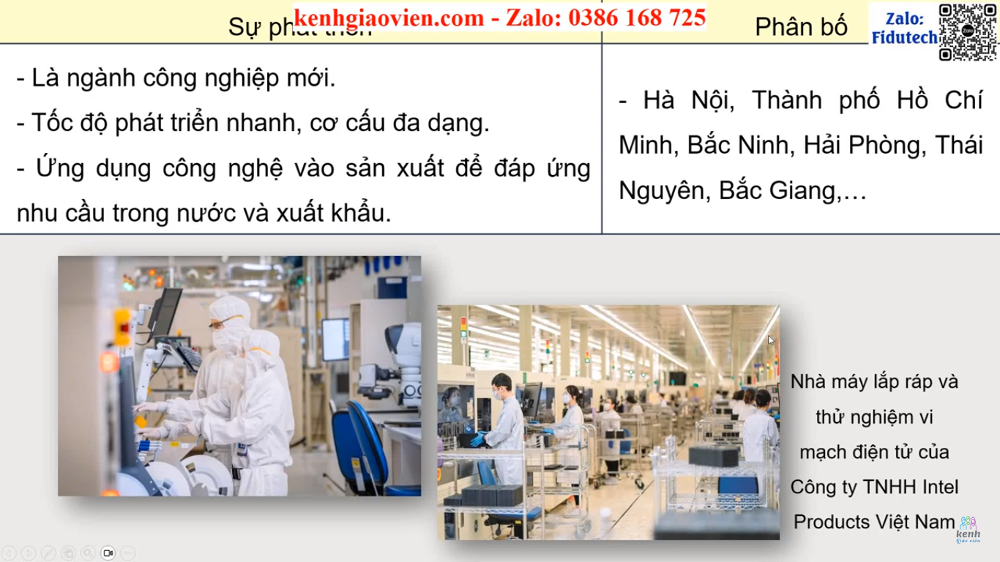 kenhgiaovien.com - Zalo: 0386 168 725
Sự phát triển
Phân bố
Zalo:
Fidutech
Zalo
- Là ngành công nghiệp mới.
- Tốc độ phát triển nhanh, cơ cấu đa dạng.
- Ứng dụng công nghệ vào sản xuất để đáp ứng
nhu cầu trong nước và xuất khẩu.
- Hà Nội, Thành phố Hồ Chí
Minh, Bắc Ninh, Hải Phòng, Thái
Nguyên, Bắc Giang,…
Nhà máy lắp ráp và
thử nghiệm vi
mạch điện tử của
Công ty TNHH Intel
Products Việt Nam
kenh
Giáo viên